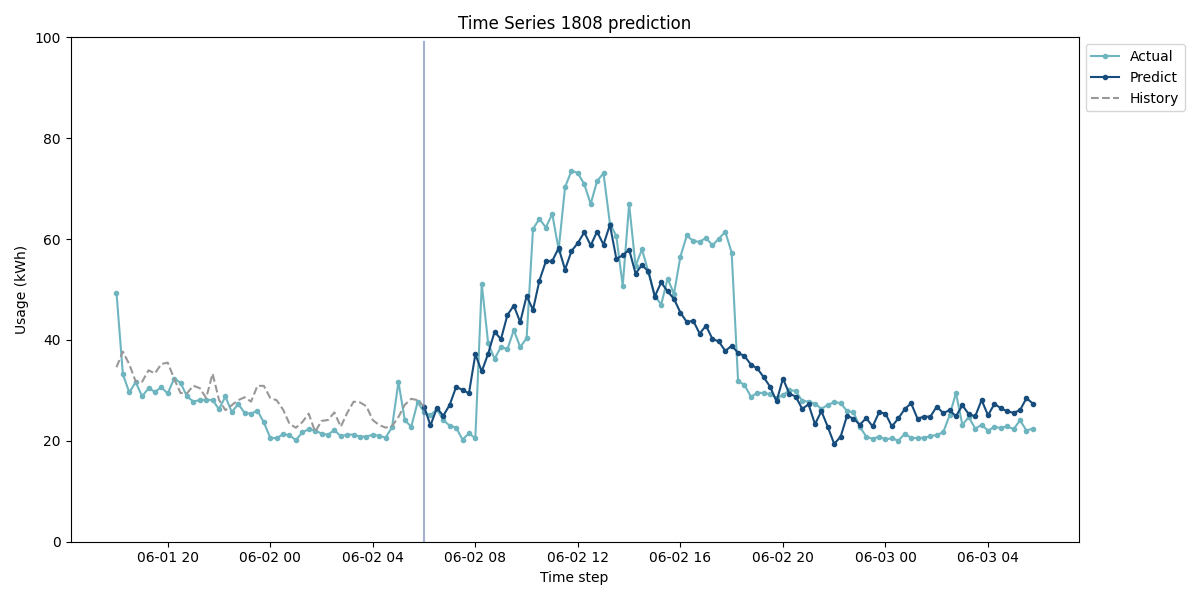 Time Series 1808 prediction
100
80
60
40
20
0
Usage (kWh)
06-01 20
06-02 00
06-02 04
06-02 08
06-02 12
06-02 16
06-02 20
06-03 00
06-03 04
Time step
Actual
Predict
History